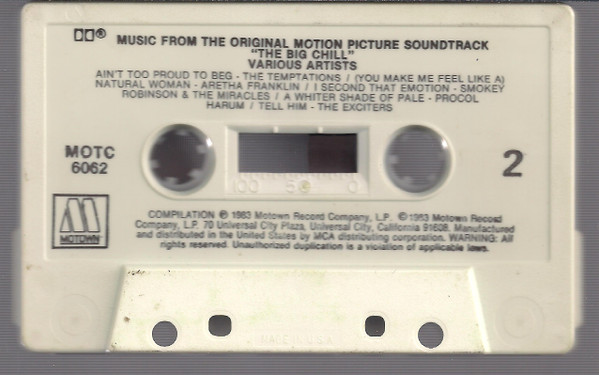 DD® MUSIC FROM THE ORIGINAL MOTION PICTURE SOUNDTRACK
"THE BIG CHILL"
VARIOUS ARTISTS
AIN'T TOO PROUD TO BEG - THE TEMPTATIONS / (YOU MAKE ME FEEL LIKE A)
NATURAL WOMAN - ARETHA FRANKLIN / I SECOND THAT EMOTION - SMOKEY
ROBINSON & THE MIRACLES / A WHITER SHADE OF PALE - PROCOL
HARUM / TELL HIM - THE EXCITERS
MOTC
6062
100 50 0
2
M
MOTOWN
COMPILATION ℗ 1983 Motown Record Company, L.P. ©1983 Motown Record
Company, L.P. 70 Universal City Plaza, Universal City, California 91608. Manufactured
and distributed in the United States by MCA distributing corporation. WARNING: All
rights reserved. Unauthorized duplication is a violation of applicable laws.